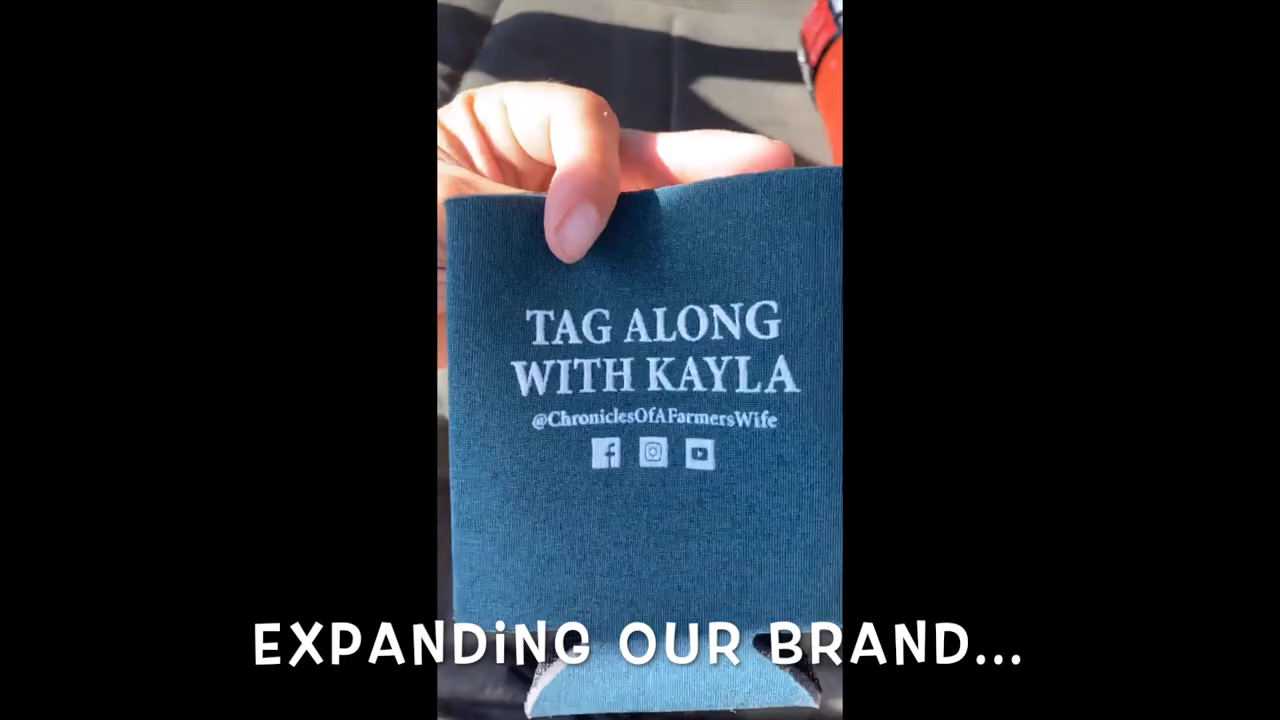 TAG ALONG
WITH KAYLA
@ChroniclesOfAFarmersWife
EXPANDiNG OUR BRAND...